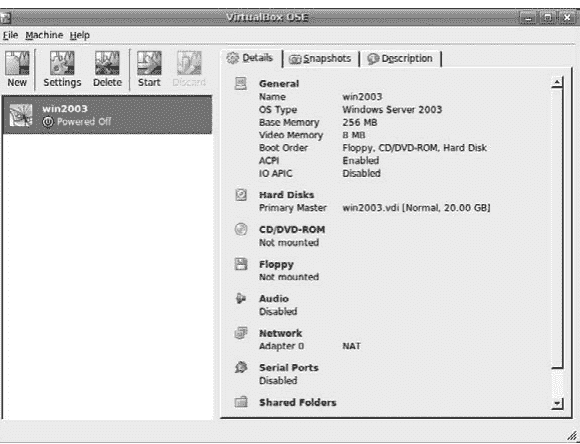 VirtualBox OSE
File Machine Help
New Settings Delete Start Discard
win2003
Powered Off
Details Snapshots Description
General
Name win2003
OS Type Windows Server 2003
Base Memory 256 MB
Video Memory 8 MB
Boot Order Floppy, CD/DVD-ROM, Hard Disk
ACPI Enabled
IO APIC Disabled
Hard Disks
Primary Master win2003.vdi [Normal, 20.00 GB]
CD/DVD-ROM
Not mounted
Floppy
Not mounted
Audio
Disabled
Network
Adapter 0 NAT
Serial Ports
Disabled
Shared Folders